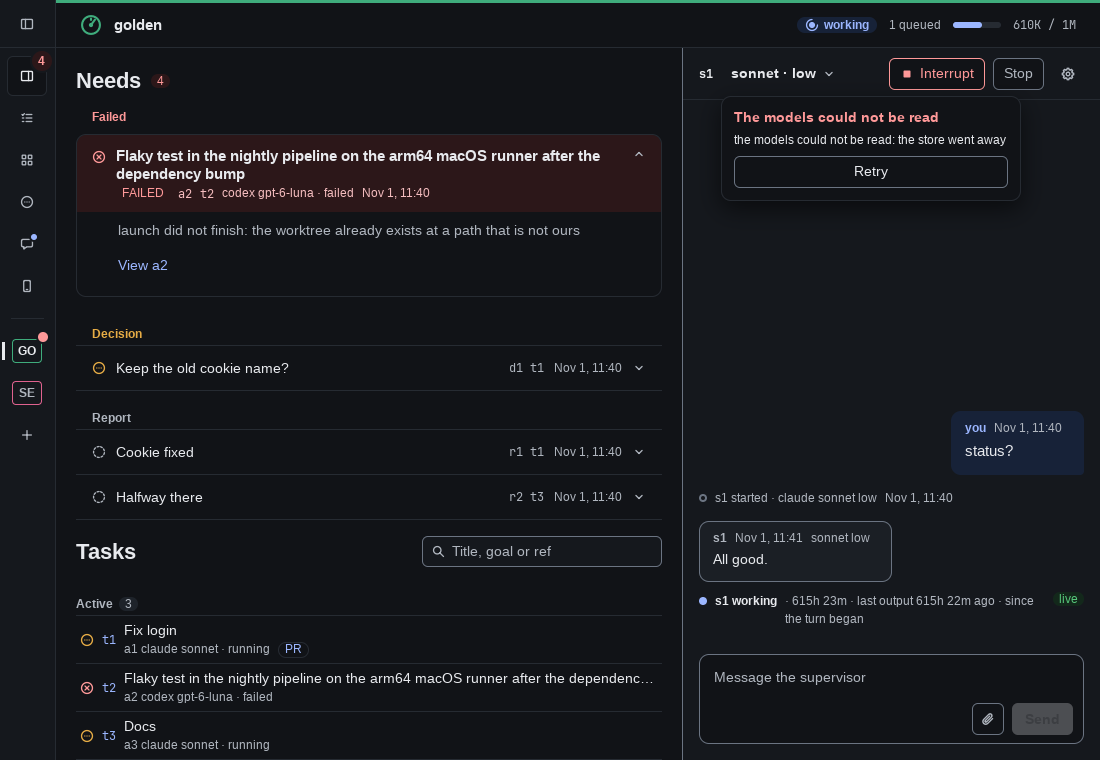 golden
working
1 queued
610K / 1M
4
GO
SE
Needs 4
Failed
Flaky test in the nightly pipeline on the arm64 macOS runner after the
dependency bump
FAILED a2 t2 codex gpt-6-luna · failed Nov 1, 11:40
launch did not finish: the worktree already exists at a path that is not ours
View a2
Decision
Keep the old cookie name? d1 t1 Nov 1, 11:40
Report
Cookie fixed r1 t1 Nov 1, 11:40
Halfway there r2 t3 Nov 1, 11:40
Tasks
Title, goal or ref
Active 3
t1 Fix login
a1 claude sonnet · running PR
t2 Flaky test in the nightly pipeline on the arm64 macOS runner after the dependenc…
a2 codex gpt-6-luna · failed
t3 Docs
a3 claude sonnet · running
s1 sonnet · low
Interrupt
Stop
The models could not be read
the models could not be read: the store went away
Retry
you Nov 1, 11:40
status?
s1 started · claude sonnet low Nov 1, 11:40
s1 Nov 1, 11:41 sonnet low
All good.
s1 working · 615h 23m · last output 615h 22m ago · since
the turn began
live
Message the supervisor
Send